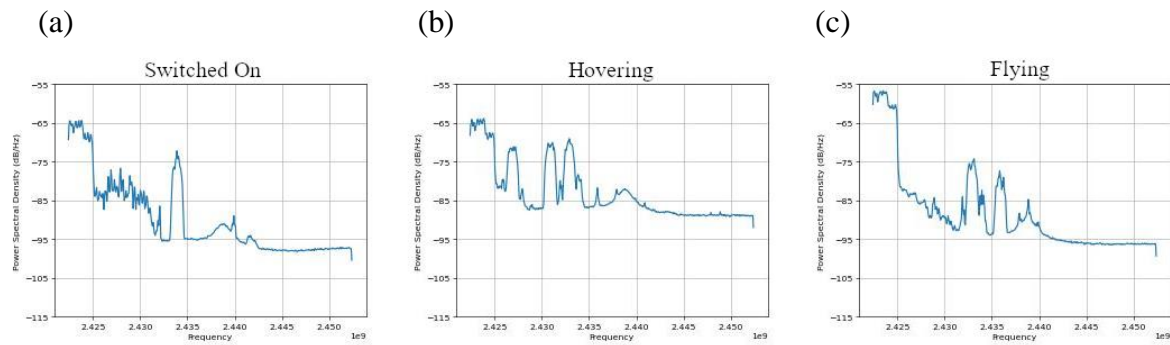 (a)
Switched On
Power Spectral Density (dB/Hz)
−55
−65
−75
−85
−95
−105
−115
2.425 2.430 2.435 2.440 2.445 2.450
Frequency
1e9
(b)
Hovering
Power Spectral Density (dB/Hz)
−55
−65
−75
−85
−95
−105
−115
2.425 2.430 2.435 2.440 2.445 2.450
Frequency
1e9
(c)
Flying
Power Spectral Density (dB/Hz)
−55
−65
−75
−85
−95
−105
−115
2.425 2.430 2.435 2.440 2.445 2.450
Frequency
1e9